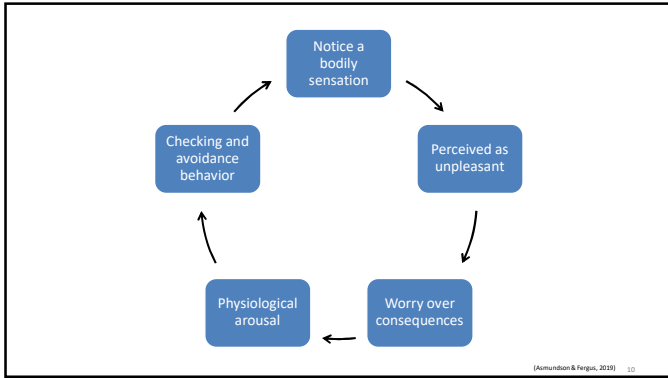 Notice a
bodily
sensation
Perceived as
unpleasant
Worry over
consequences
Physiological
arousal
Checking and
avoidance
behavior
(Asmundson & Fergus, 2019) 10